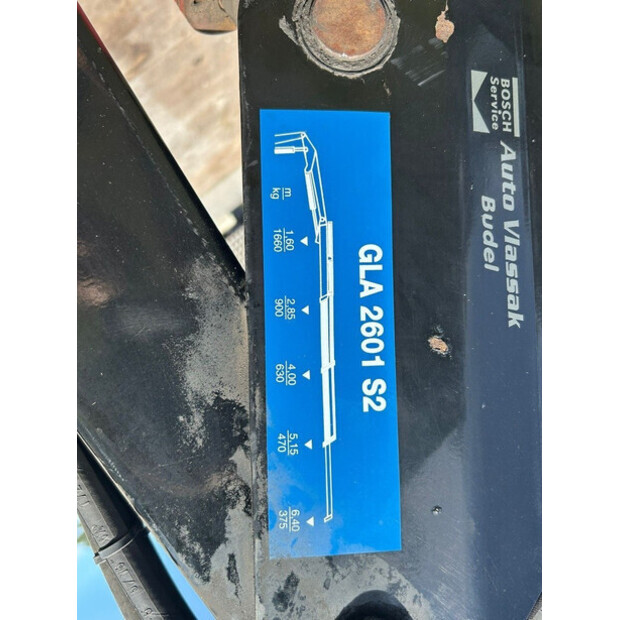 BOSCH
Service
Auto Vlassak
Budel
GLA 2601 S2
m 1,60 2,85 4,00 5,15 6,40
kg 1660 900 630 470 375